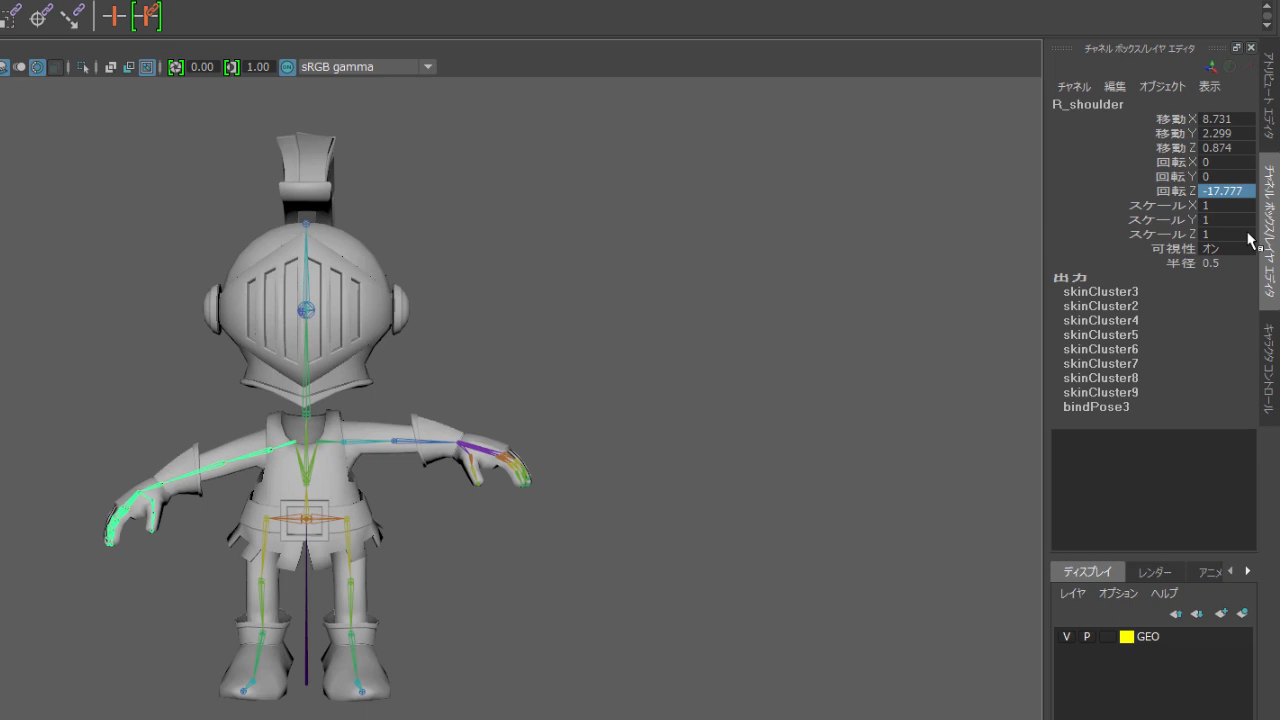 0.00 1.00 sRGB gamma
チャネル ボックス/レイヤ エディタ
チャネル 編集 オブジェクト 表示
R_shoulder
移動 X 8.731
移動 Y 2.299
移動 Z 0.874
回転 X 0
回転 Y 0
回転 Z -17.777
スケール X 1
スケール Y 1
スケール Z 1
可視性 オン
半径 0.5
出力
skinCluster3
skinCluster2
skinCluster4
skinCluster5
skinCluster6
skinCluster7
skinCluster8
skinCluster9
bindPose3
ディスプレイ レンダー アニメ
レイヤ オプション ヘルプ
V P GEO
アトリビュート エディタ
チャネル ボックス/レイヤ エディタ
キャラクタ コントロール